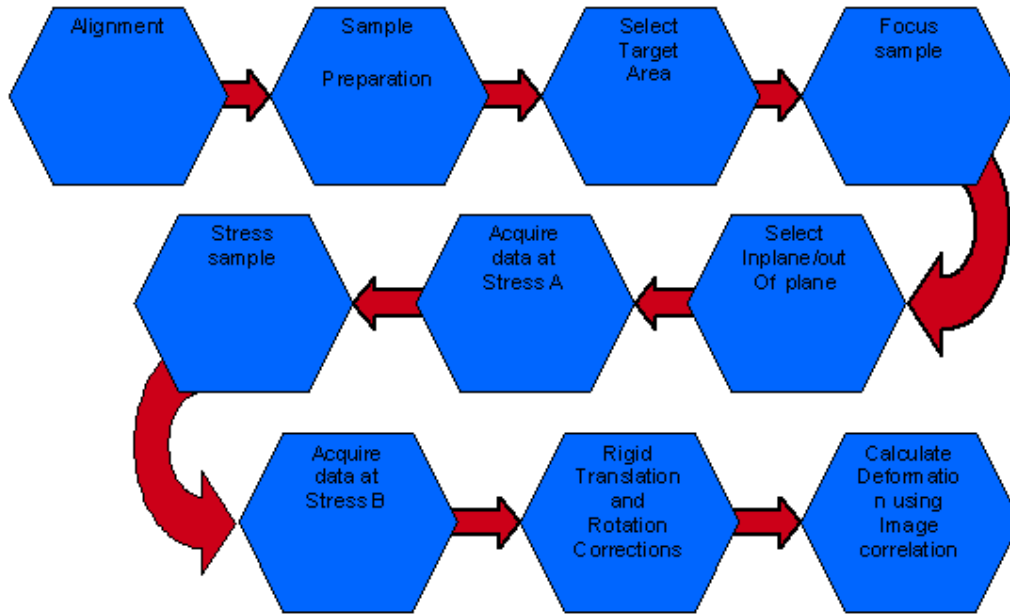 Alignment
Sample
Preparation
Select
Target
Area
Focus
sample
Select
Inplane/out
Of plane
Acquire
data at
Stress A
Stress
sample
Acquire
data at
Stress B
Rigid
Translation
and
Rotation
Corrections
Calculate
Deformatio
n using
Image
correlation